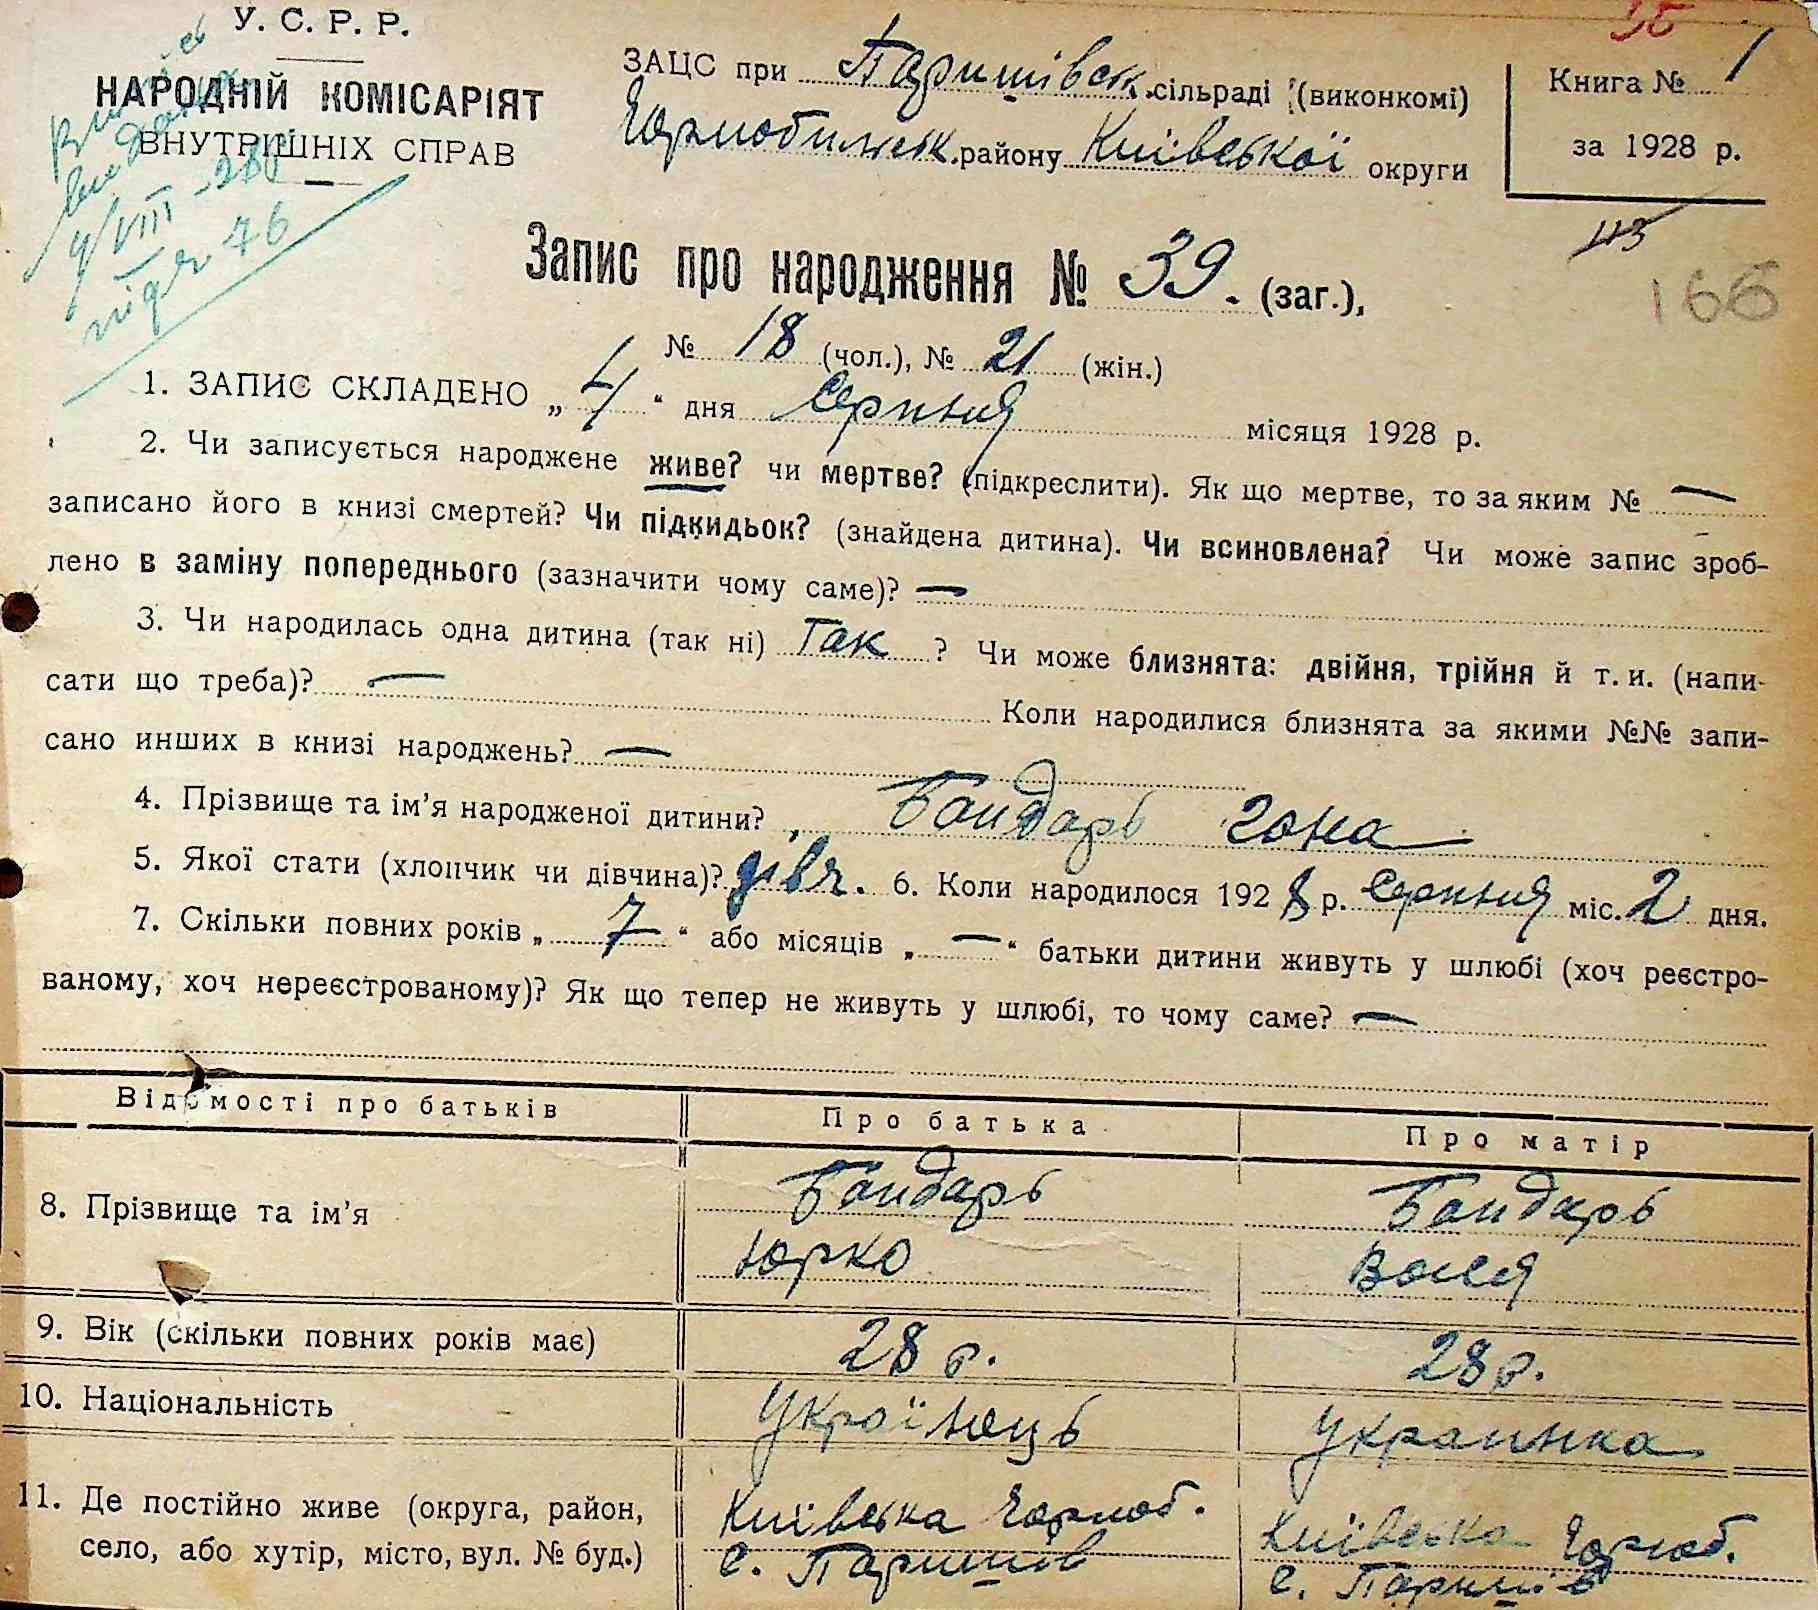 У. С. Р. Р.
НАРОДНІЙ КОМІСАРІЯТ
ВНУТРІШНІХ СПРАВ
ЗАЦС при Паришівськ. сільраді (виконкомі)
Чорнобильськ. району Київської округи
36
Книга № 1
за 1928 р.
113
166
4/VIII -28р
76
Запис про народження № 39. (заг.),
№ 18 (чол.), № 21 (жін.)
1. ЗАПИС СКЛАДЕНО „ 4 “ дня Серпня місяця 1928 р.
2. Чи записується народжене живе? чи мертве? (підкреслити). Як що мертве, то за яким № —
записано його в книзі смертей? Чи підкидьок? (знайдена дитина). Чи всиновлена? Чи може запис зроб-
лено в заміну попереднього (зазначити чому саме)? —
3. Чи народилась одна дитина (так ні) Так ? Чи може близнята: двійня, трійня й т. и. (напи-
сати що треба)? — Коли народилися близнята за якими №№ запи-
сано инших в книзі народжень? —
4. Прізвище та ім’я народженої дитини? Бондарь
5. Якої стати (хлопчик чи дівчина)? дівч. 6. Коли народилося 1928 р. Серпня міс. 2 дня.
7. Скільки повних років „ 7 “ або місяців „ — “ батьки дитини живуть у шлюбі (хоч реєстро-
ваному, хоч нереєстрованому)? Як що тепер не живуть у шлюбі, то чому саме? —
Відомості про батьків Про батька Про матір
8. Прізвище та ім’я Бондарь Бондарь
Юрко
9. Вік (скільки повних років має) 28 р. 28 р.
10. Національність Українець Украинка
11. Де постійно живе (округа, район, Київська Чорноб. Київська Чорноб.
село, або хутір, місто, вул. № буд.) с. Паришів с. Паришів